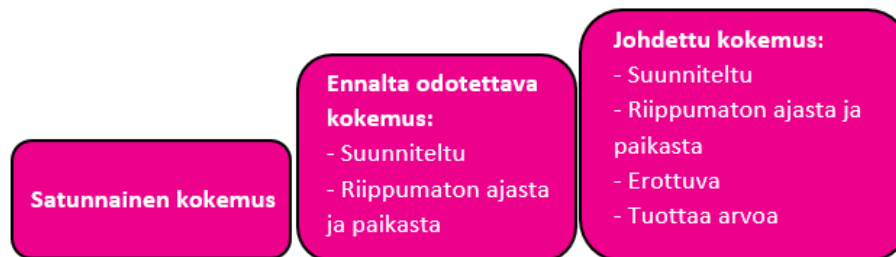 Satunnainen kokemus
Ennalta odotettava
kokemus:
- Suunniteltu
- Riippumaton ajasta
ja paikasta
Johdettu kokemus:
- Suunniteltu
- Riippumaton ajasta ja
paikasta
- Erottuva
- Tuottaa arvoa